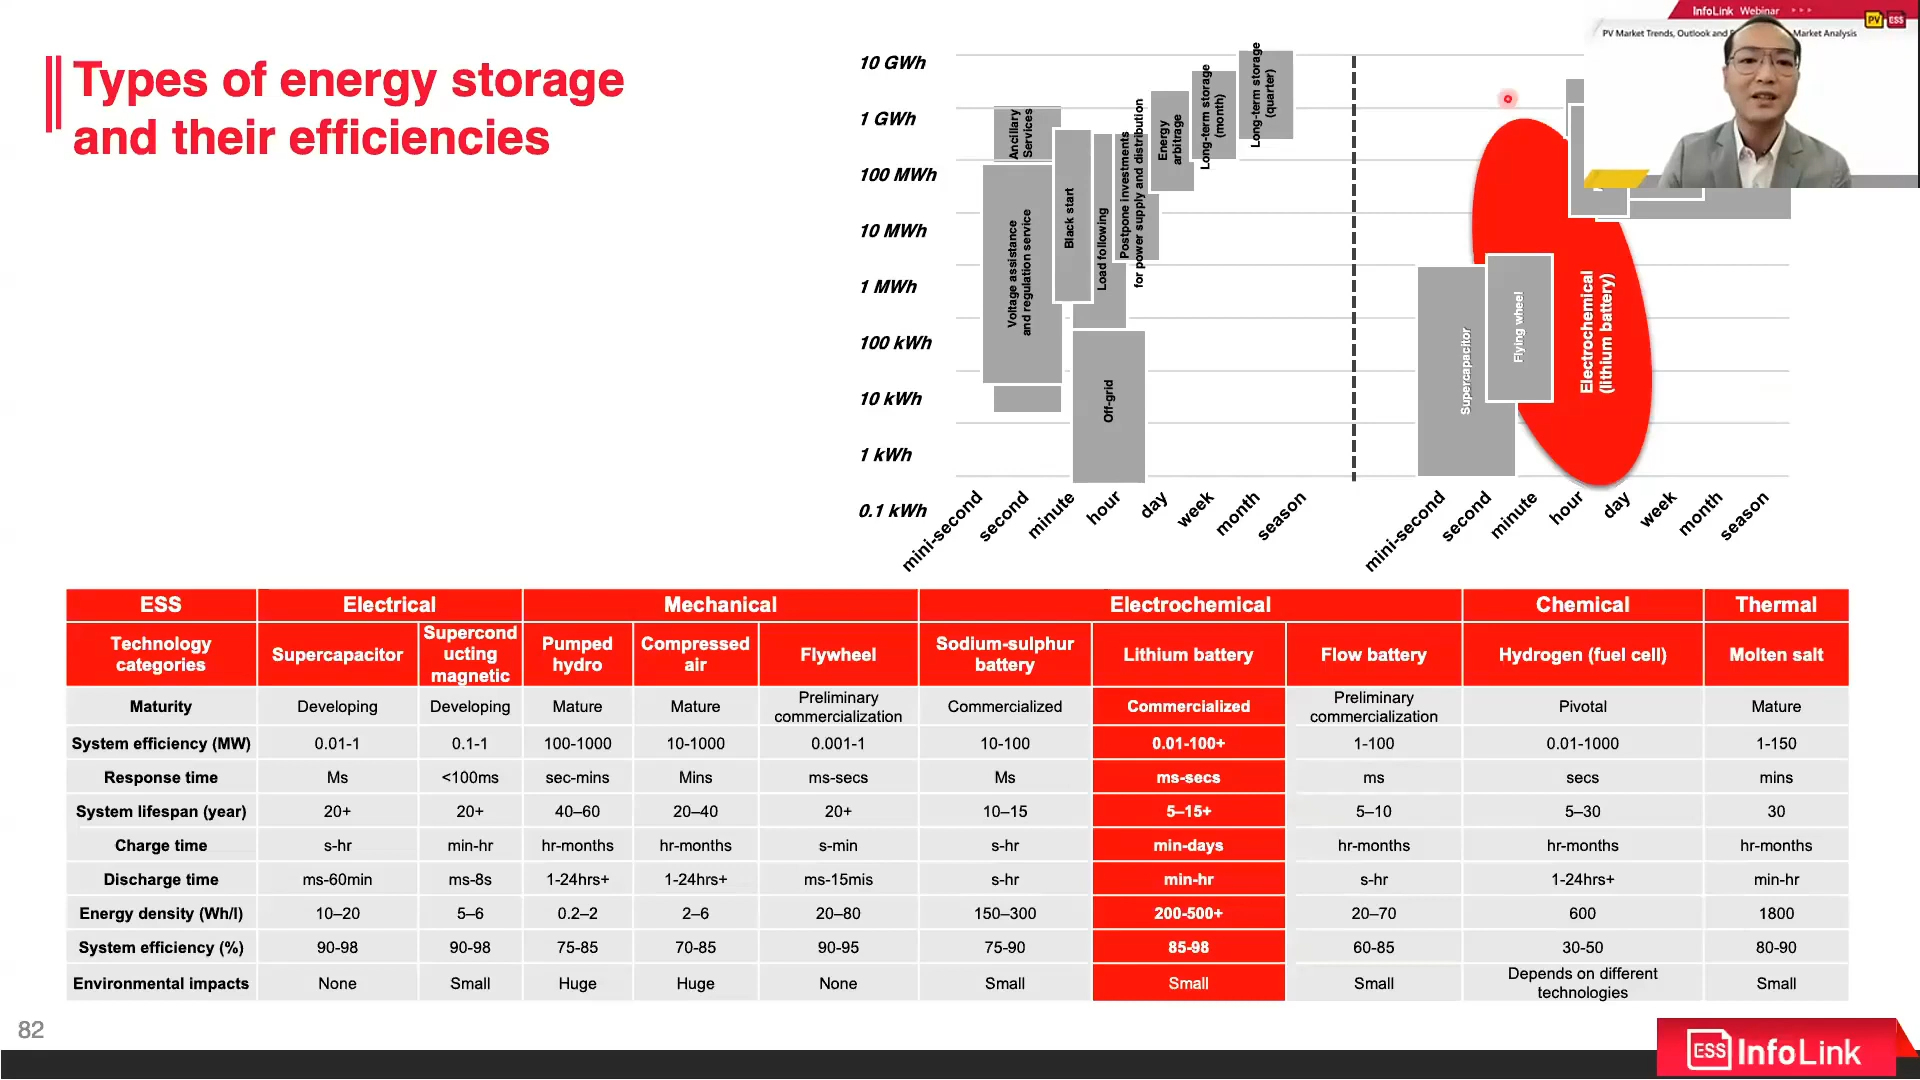 InfoLink Webinar
PV
ESS
PV Market Trends, Outlook and
Market Analysis
Types of energy storage
and their efficiencies
10 GWh
1 GWh
100 MWh
10 MWh
1 MWh
100 kWh
10 kWh
1 kWh
0.1 kWh
Ancillary
Services
Voltage assistance
and regulation service
Black start
Load following
Postpone investments
for power supply and distribution
Off-grid
Energy
arbitrage
Long-term storage
(month)
Long-term storage
(quarter)
mini-second
second
minute
hour
day
week
month
season
Supercapacitor
Flying wheel
Electrochemical
(lithium battery)
mini-second
second
minute
hour
day
week
month
season
ESS Electrical Mechanical Electrochemical Chemical Thermal
Technology
categories
Supercapacitor
Supercond
ucting
magnetic
Pumped
hydro
Compressed
air
Flywheel
Sodium-sulphur
battery
Lithium battery
Flow battery
Hydrogen (fuel cell)
Molten salt
Maturity Developing Developing Mature Mature Preliminary
commercialization Commercialized Commercialized Preliminary
commercialization Pivotal Mature
System efficiency (MW) 0.01-1 0.1-1 100-1000 10-1000 0.001-1 10-100 0.01-100+ 1-100 0.01-1000 1-150
Response time Ms <100ms sec-mins Mins ms-secs Ms ms-secs ms secs mins
System lifespan (year) 20+ 20+ 40–60 20–40 20+ 10–15 5–15+ 5–10 5–30 30
Charge time s-hr min-hr hr-months hr-months s-min s-hr min-days hr-months hr-months hr-months
Discharge time ms-60min ms-8s 1-24hrs+ 1-24hrs+ ms-15mis s-hr min-hr s-hr 1-24hrs+ min-hr
Energy density (Wh/l) 10–20 5–6 0.2–2 2–6 20–80 150–300 200-500+ 20–70 600 1800
System efficiency (%) 90-98 90-98 75-85 70-85 90-95 75-90 85-98 60-85 30-50 80-90
Environmental impacts None Small Huge Huge None Small Small Small Depends on different
technologies Small
82
ESS InfoLink